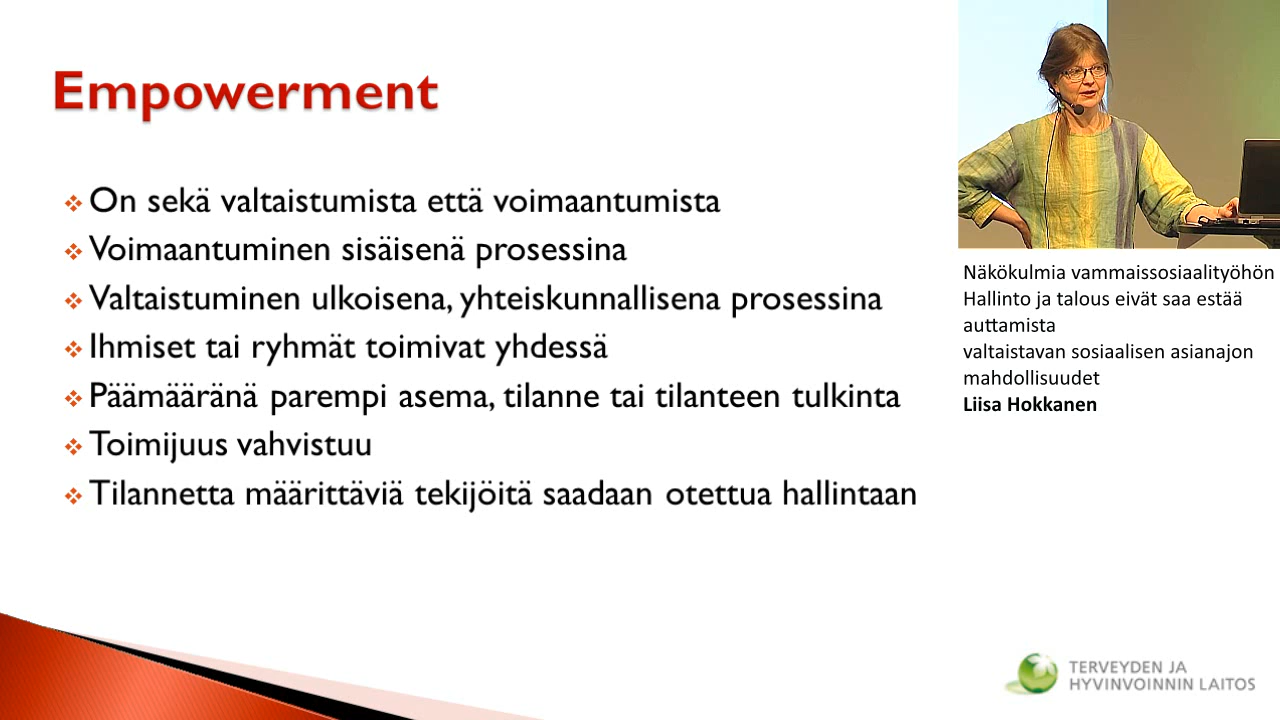 Empowerment
On sekä valtaistumista että voimaantumista
Voimaantuminen sisäisenä prosessina
Valtaistuminen ulkoisena, yhteiskunnallisena prosessina
Ihmiset tai ryhmät toimivat yhdessä
Päämääränä parempi asema, tilanne tai tilanteen tulkinta
Toimijuus vahvistuu
Tilannetta määrittäviä tekijöitä saadaan otettua hallintaan
Näkökulmia vammaissosiaalityöhön
Hallinto ja talous eivät saa estää
auttamista
valtaistavan sosiaalisen asianajon
mahdollisuudet
Liisa Hokkanen
TERVEYDEN JA
HYVINVOINNIN LAITOS